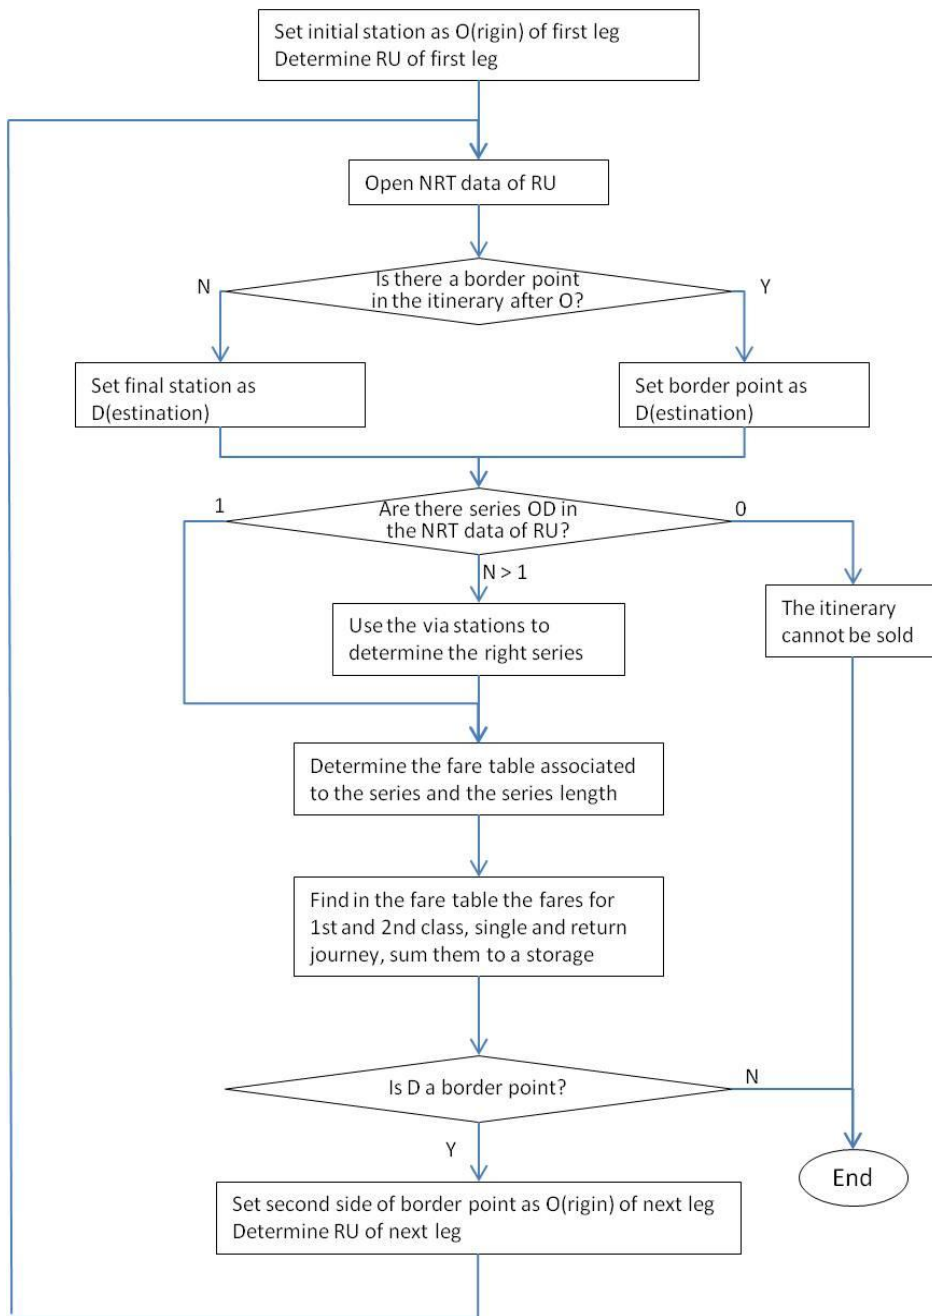 Set initial station as O(rigin) of first leg
Determine RU of first leg
Open NRT data of RU
Is there a border point
in the itinerary after O?
N
Y
Set final station as
D(estination)
Set border point as
D(estination)
Are there series OD in
the NRT data of RU?
1
0
N > 1
Use the via stations to
determine the right series
The itinerary
cannot be sold
Determine the fare table associated
to the series and the series length
Find in the fare table the fares for
1st and 2nd class, single and return
journey, sum them to a storage
Is D a border point?
N
Y
End
Set second side of border point as O(rigin) of next leg
Determine RU of next leg